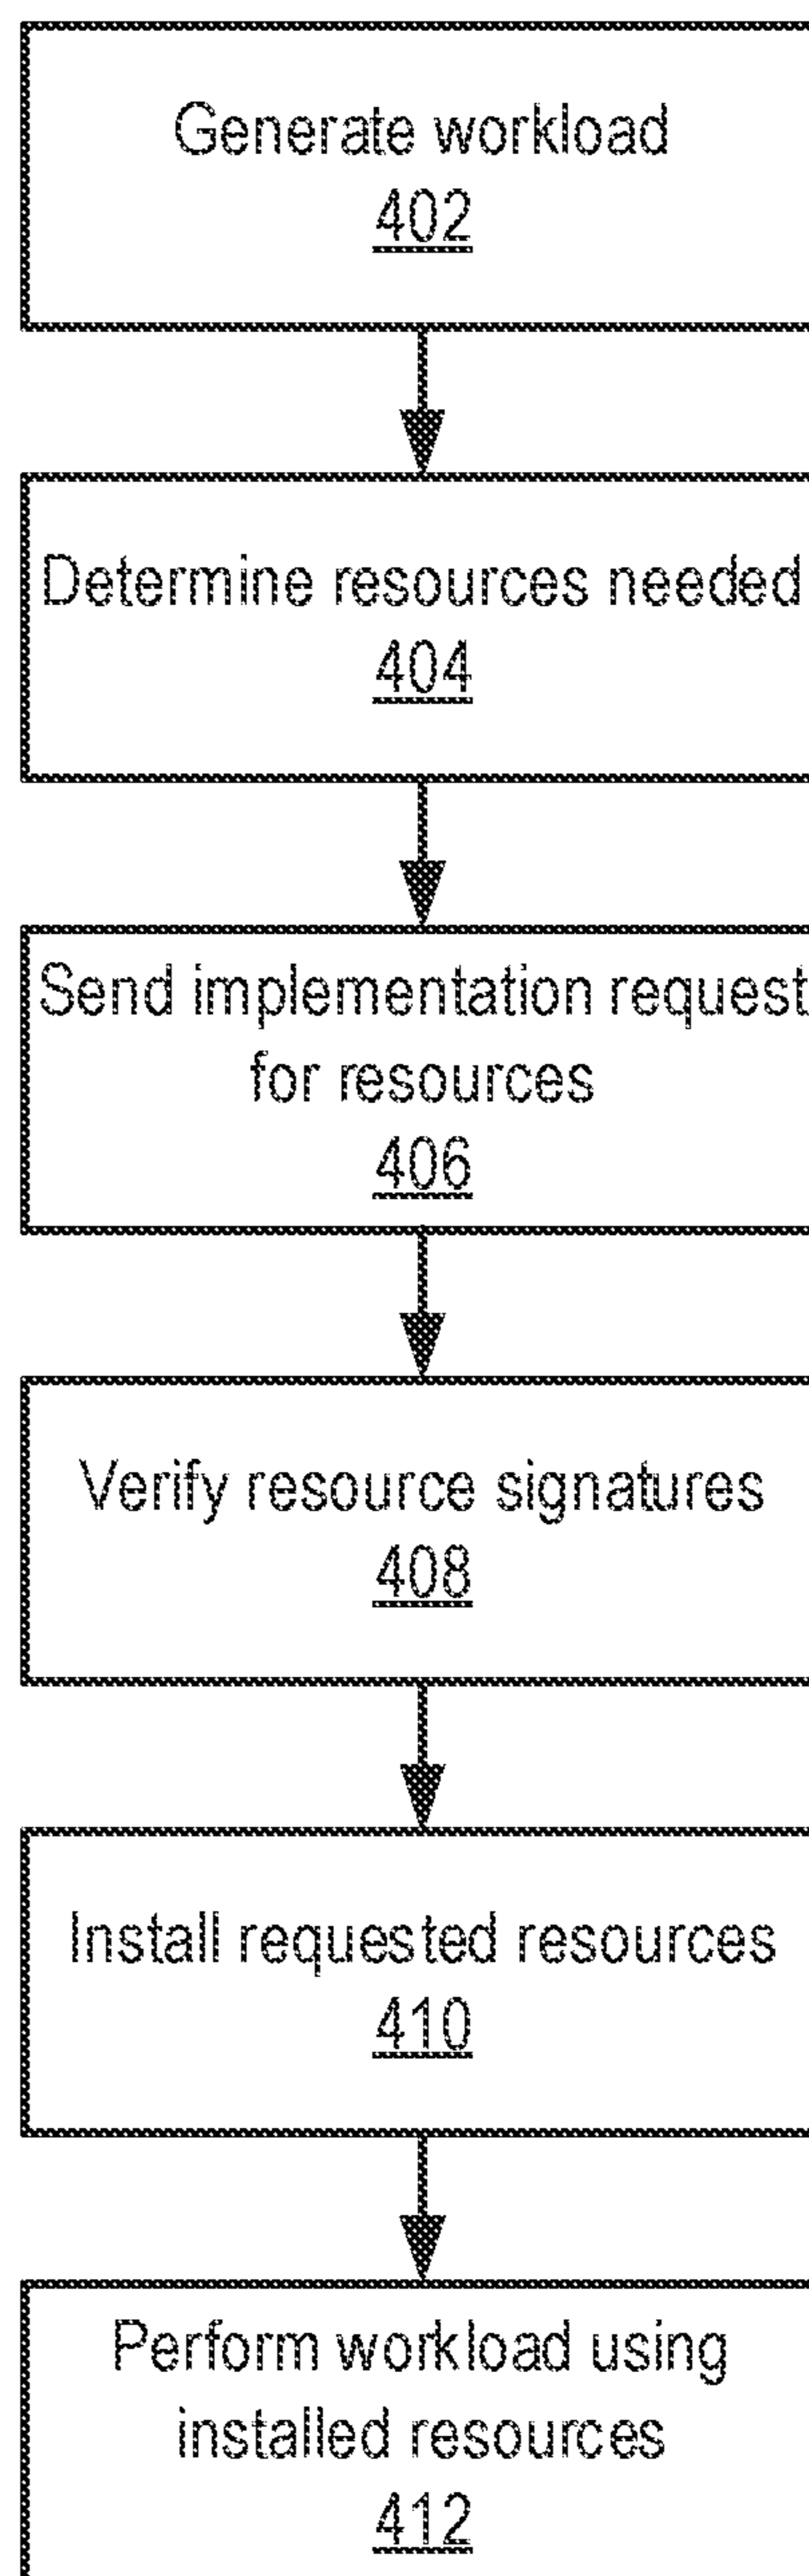 Generate workload
402
Determine resources needed
404
Send implementation request
for resources
406
Verify resource signatures
408
Install requested resources
410
Perform workload using
installed resources
412